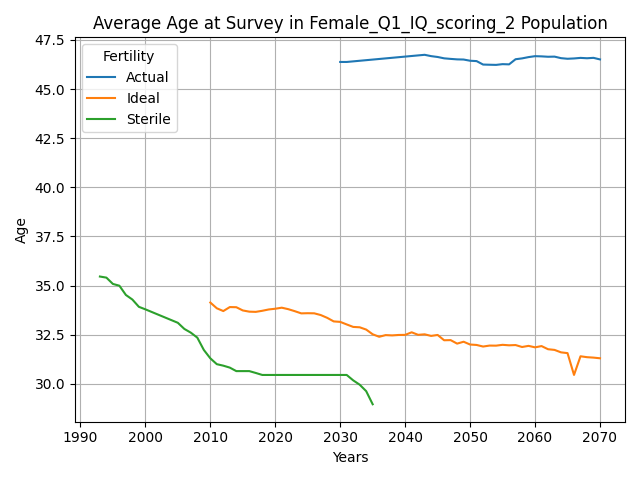 Average Age at Survey in Female_Q1_IQ_scoring_2 Population
47.5
45.0
42.5
40.0
37.5
35.0
32.5
30.0
Age
Fertility
Actual
Ideal
Sterile
1990 2000 2010 2020 2030 2040 2050 2060 2070
Years